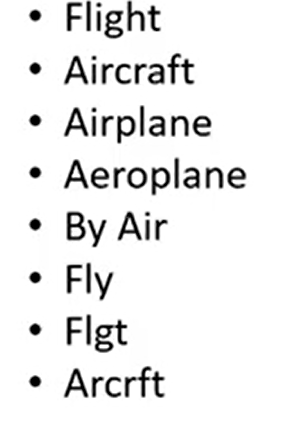 • Flight
• Aircraft
• Airplane
• Aeroplane
• By Air
• Fly
• Flgt
• Arcrft